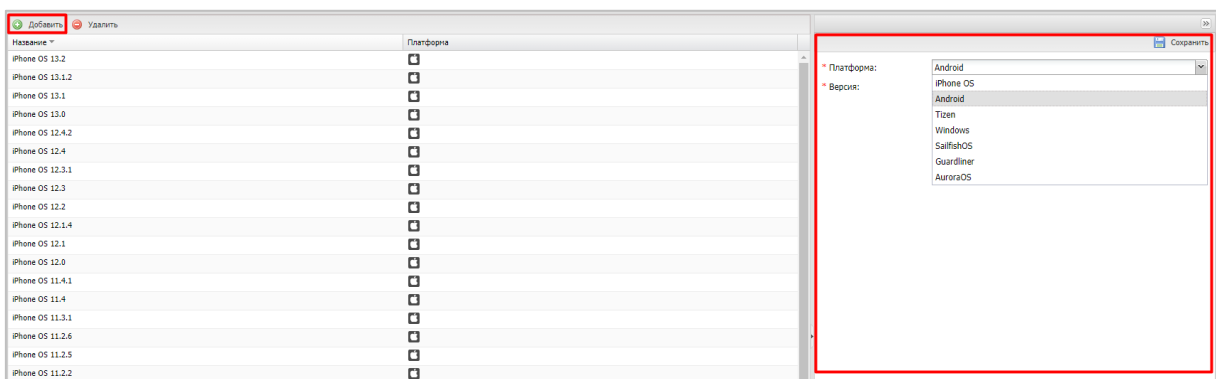 Добавить Удалить
Название Платформа
iPhone OS 13.2
iPhone OS 13.1.2
iPhone OS 13.1
iPhone OS 13.0
iPhone OS 12.4.2
iPhone OS 12.4
iPhone OS 12.3.1
iPhone OS 12.3
iPhone OS 12.2
iPhone OS 12.1.4
iPhone OS 12.1
iPhone OS 12.0
iPhone OS 11.4.1
iPhone OS 11.4
iPhone OS 11.3.1
iPhone OS 11.2.6
iPhone OS 11.2.5
iPhone OS 11.2.2
Сохранить
* Платформа: Android
* Версия:
iPhone OS
Android
Tizen
Windows
SailfishOS
Guardliner
AuroraOS